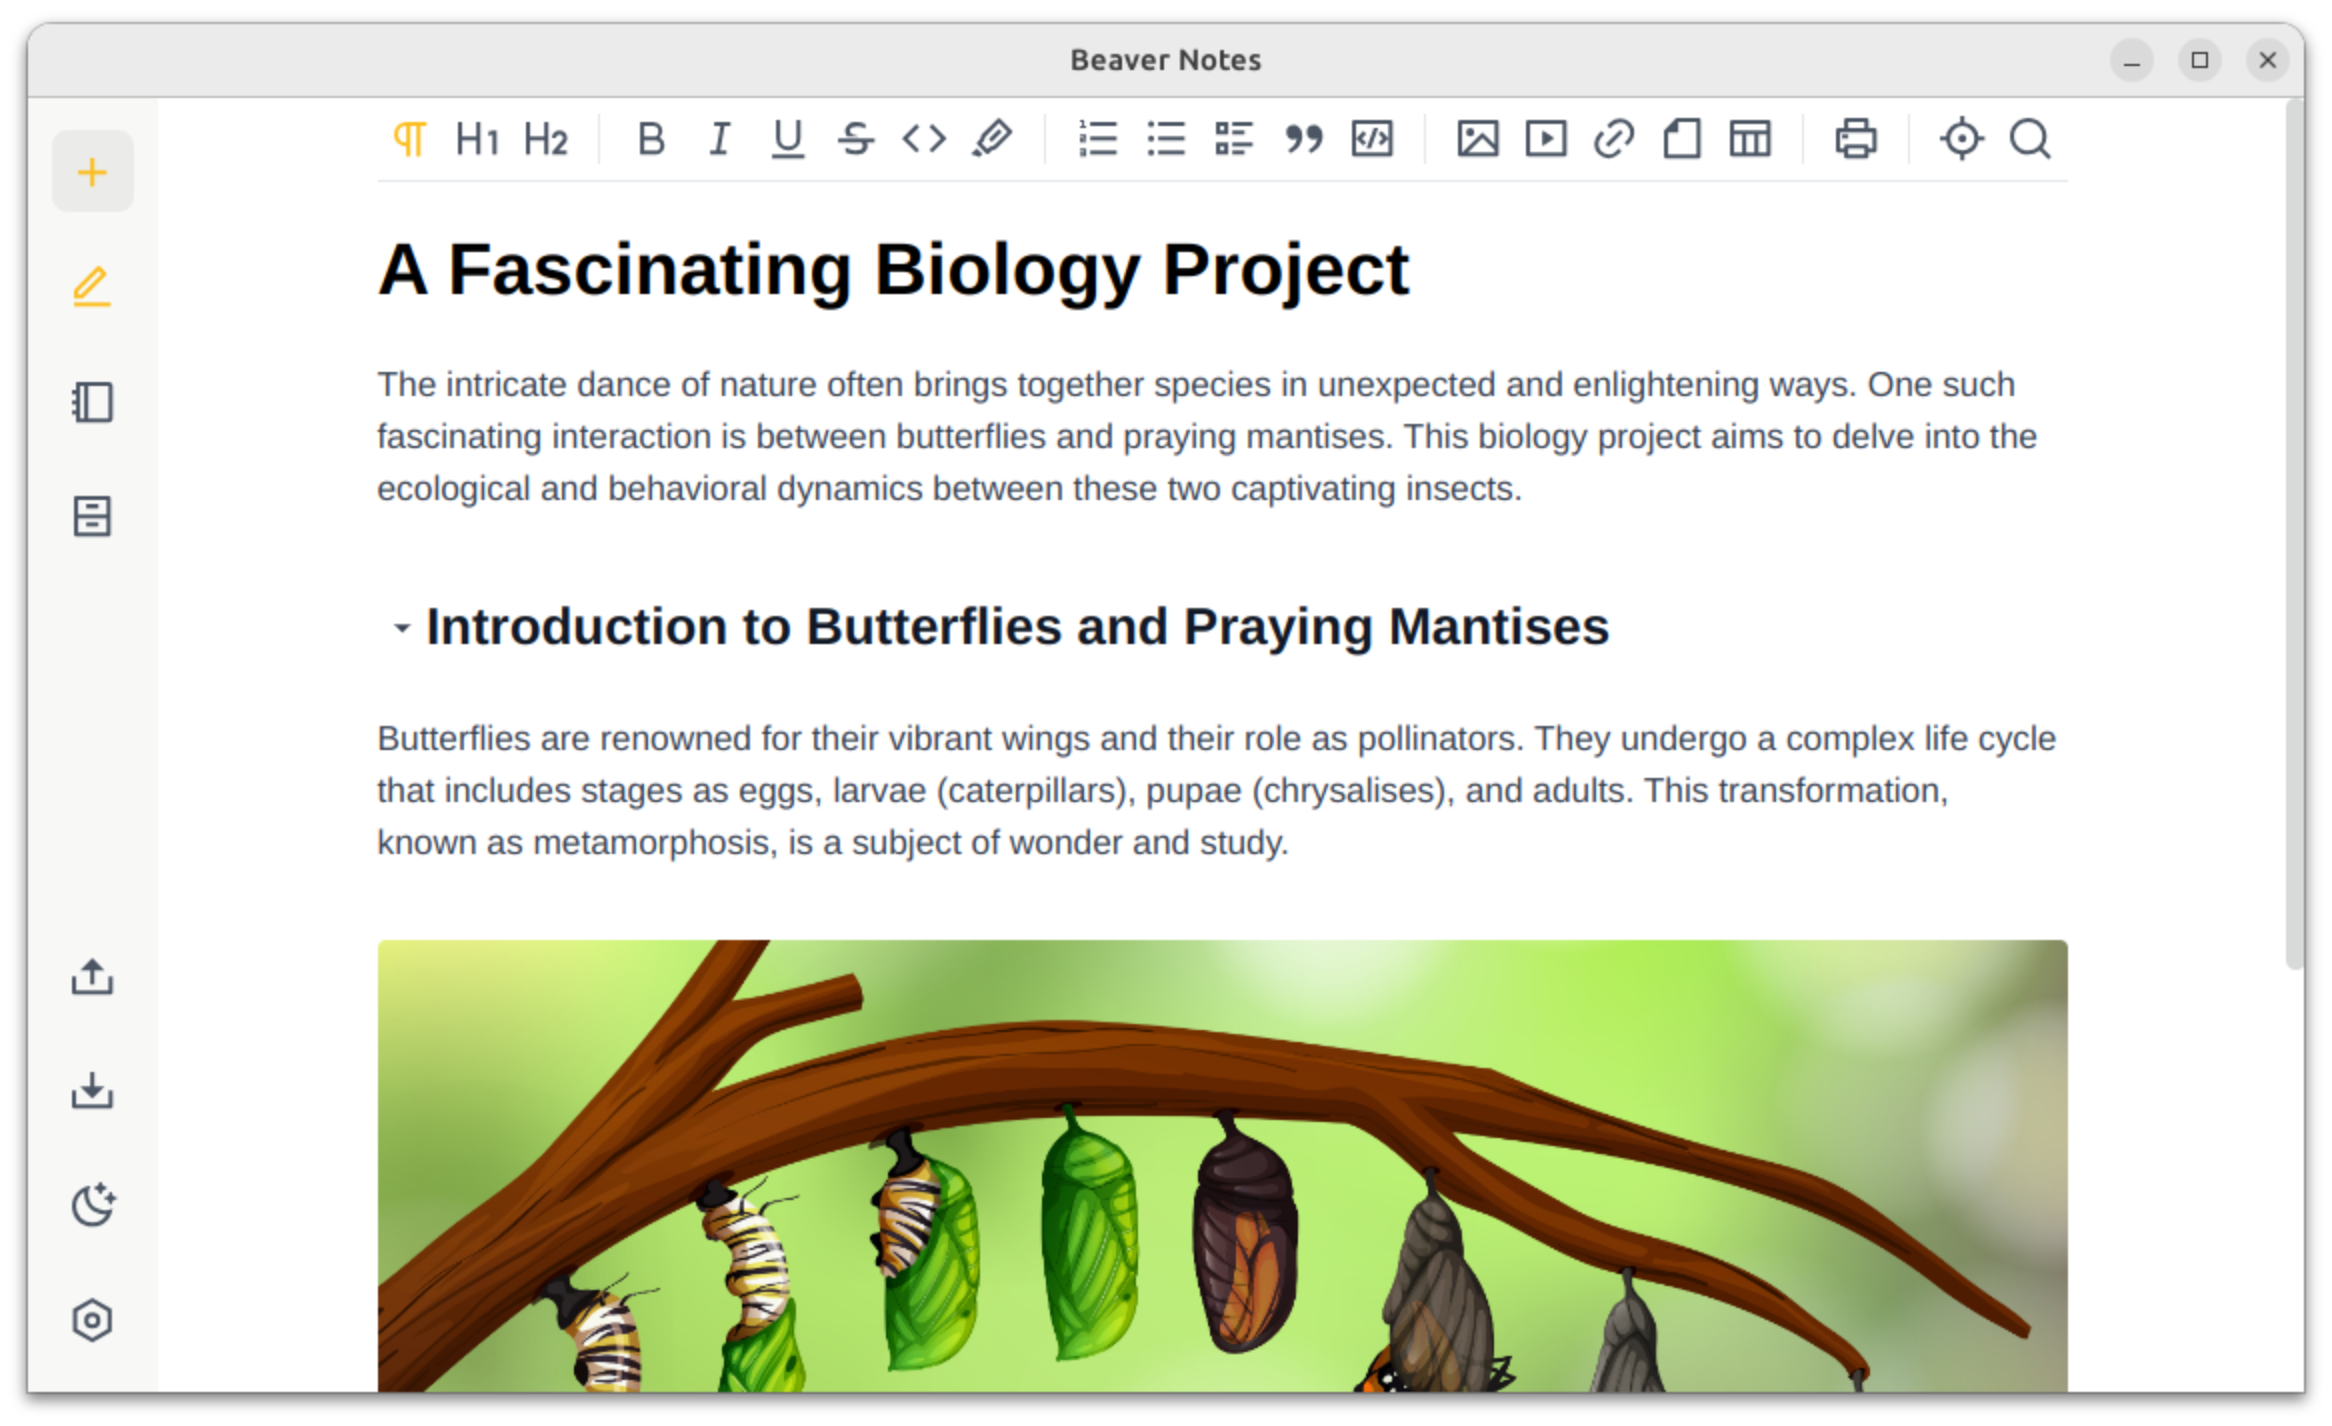 Beaver Notes
H1 H2 B I U S
A Fascinating Biology Project
The intricate dance of nature often brings together species in unexpected and enlightening ways. One such
fascinating interaction is between butterflies and praying mantises. This biology project aims to delve into the
ecological and behavioral dynamics between these two captivating insects.
Introduction to Butterflies and Praying Mantises
Butterflies are renowned for their vibrant wings and their role as pollinators. They undergo a complex life cycle
that includes stages as eggs, larvae (caterpillars), pupae (chrysalises), and adults. This transformation,
known as metamorphosis, is a subject of wonder and study.